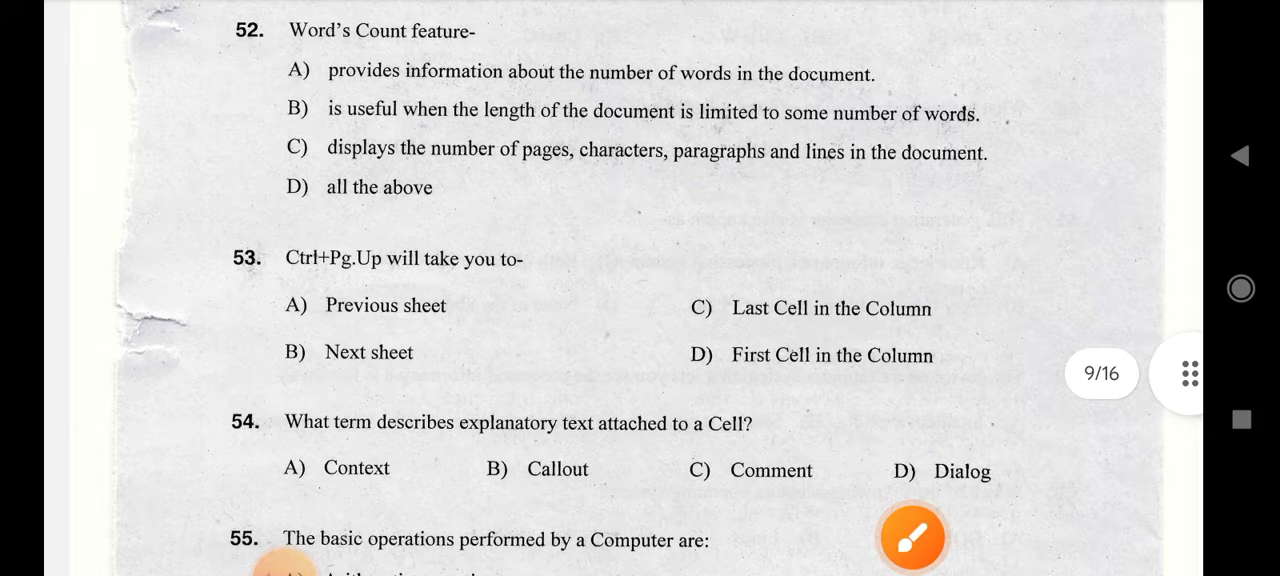 52. Word's Count feature-
A) provides information about the number of words in the document.
B) is useful when the length of the document is limited to some number of words.
C) displays the number of pages, characters, paragraphs and lines in the document.
D) all the above
53. Ctrl+Pg.Up will take you to-
A) Previous sheet C) Last Cell in the Column
B) Next sheet D) First Cell in the Column
9/16
54. What term describes explanatory text attached to a Cell?
A) Context B) Callout C) Comment D) Dialog
55. The basic operations performed by a Computer are: